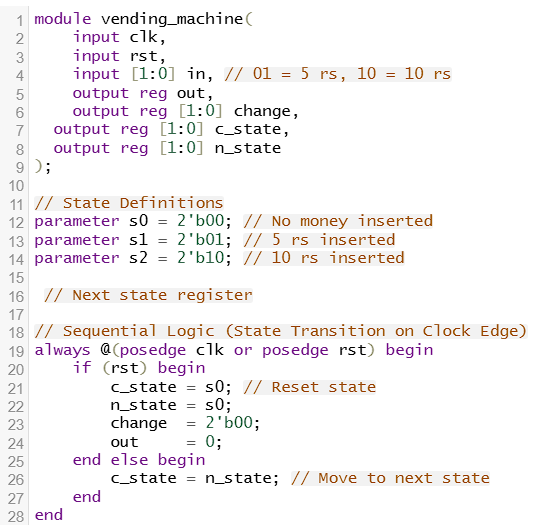 1 module vending_machine(
2     input clk,
3     input rst,
4     input [1:0] in, // 01 = 5 rs, 10 = 10 rs
5     output reg out,
6     output reg [1:0] change,
7   output reg [1:0] c_state,
8   output reg [1:0] n_state
9 );
10
11 // State Definitions
12 parameter s0 = 2'b00; // No money inserted
13 parameter s1 = 2'b01; // 5 rs inserted
14 parameter s2 = 2'b10; // 10 rs inserted
15
16  // Next state register
17
18 // Sequential Logic (State Transition on Clock Edge)
19 always @(posedge clk or posedge rst) begin
20     if (rst) begin
21         c_state = s0; // Reset state
22         n_state = s0;
23         change  = 2'b00;
24         out     = 0;
25     end else begin
26         c_state = n_state; // Move to next state
27     end
28 end